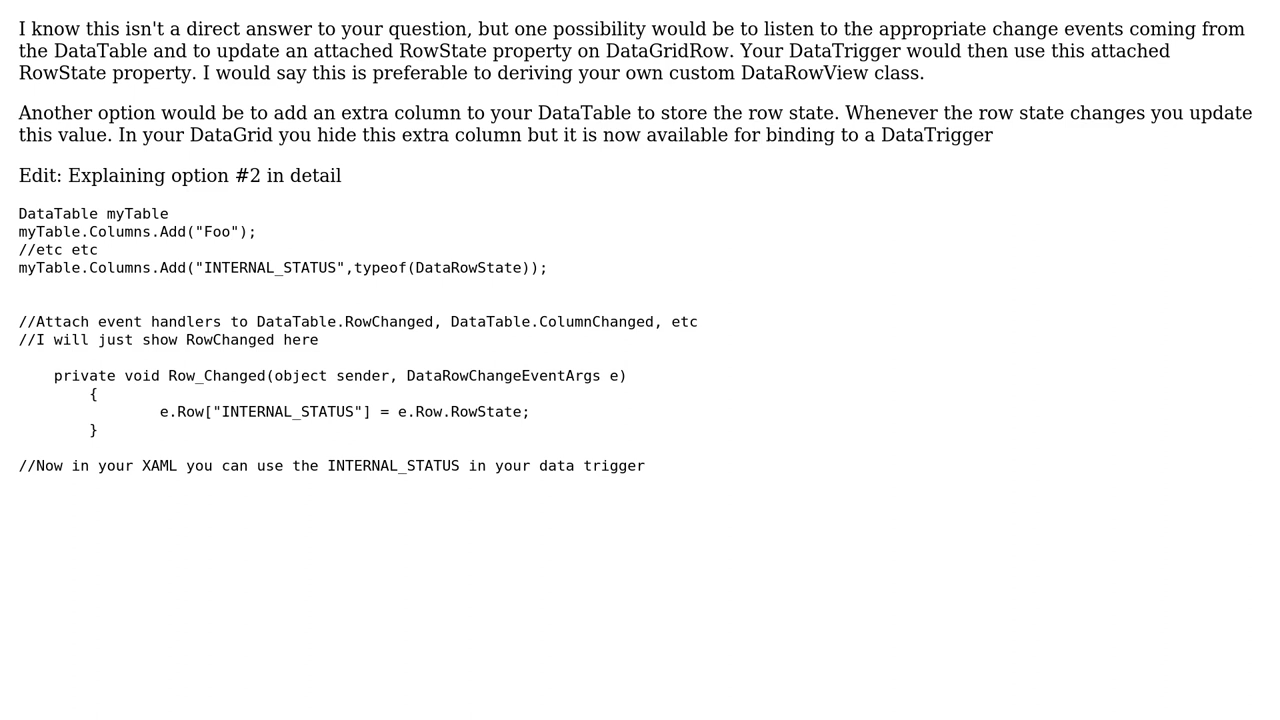 I know this isn't a direct answer to your question, but one possibility would be to listen to the appropriate change events coming from
the DataTable and to update an attached RowState property on DataGridRow. Your DataTrigger would then use this attached
RowState property. I would say this is preferable to deriving your own custom DataRowView class.
Another option would be to add an extra column to your DataTable to store the row state. Whenever the row state changes you update
this value. In your DataGrid you hide this extra column but it is now available for binding to a DataTrigger
Edit: Explaining option #2 in detail
DataTable myTable
myTable.Columns.Add("Foo");
//etc etc
myTable.Columns.Add("INTERNAL_STATUS",typeof(DataRowState));
//Attach event handlers to DataTable.RowChanged, DataTable.ColumnChanged, etc
//I will just show RowChanged here
    private void Row_Changed(object sender, DataRowChangeEventArgs e)
        {
                e.Row["INTERNAL_STATUS"] = e.Row.RowState;
        }
//Now in your XAML you can use the INTERNAL_STATUS in your data trigger